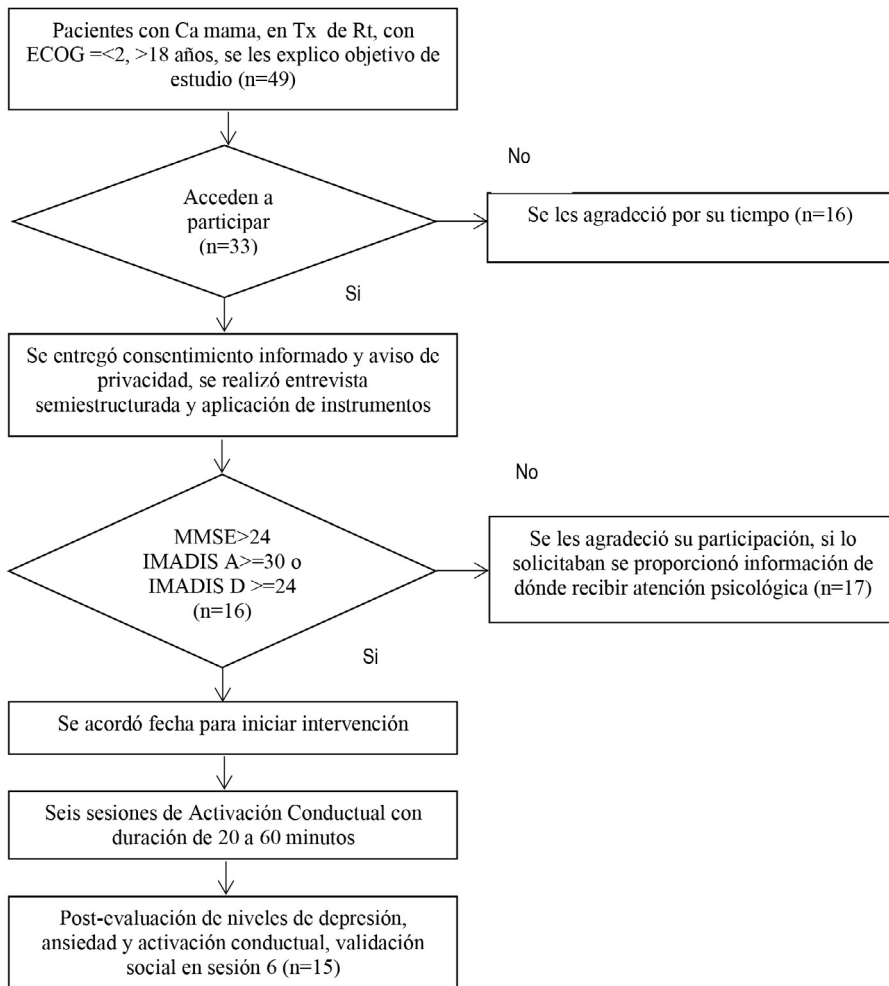 Pacientes con Ca mama, en Tx de Rt, con
ECOG =<2, >18 años, se les explico objetivo de
estudio (n=49)
No
Acceden a
participar
(n=33)
Se les agradeció por su tiempo (n=16)
Si
Se entregó consentimiento informado y aviso de
privacidad, se realizó entrevista
semiestructurada y aplicación de instrumentos
No
MMSE>24
IMADIS A>=30 o
IMADIS D >=24
(n=16)
Se les agradeció su participación, si lo
solicitaban se proporcionó información de
dónde recibir atención psicológica (n=17)
Si
Se acordó fecha para iniciar intervención
Seis sesiones de Activación Conductual con
duración de 20 a 60 minutos
Post-evaluación de niveles de depresión,
ansiedad y activación conductual, validación
social en sesión 6 (n=15)